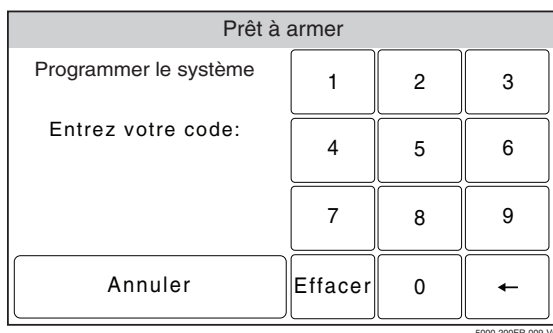 Prêt à armer
Programmer le système
Entrez votre code:
1 2 3
4 5 6
7 8 9
Annuler Effacer 0 ←